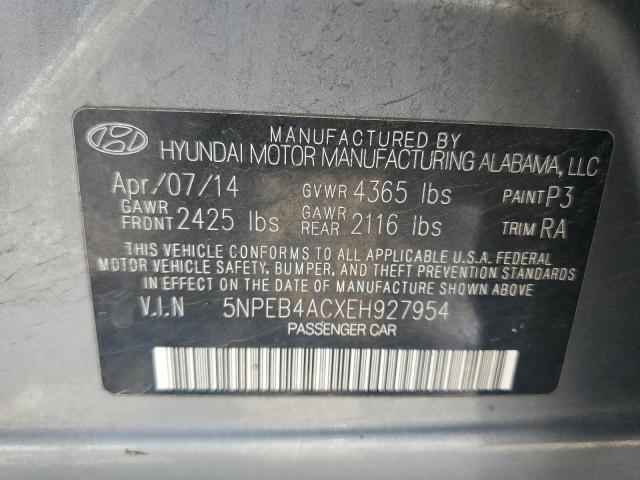 MANUFACTURED BY
HYUNDAI MOTOR MANUFACTURING ALABAMA, LLC
Apr/07/14 GVWR 4365 lbs PAINT P3
GAWR FRONT 2425 lbs GAWR REAR 2116 lbs TRIM RA
THIS VEHICLE CONFORMS TO ALL APPLICABLE U.S.A. FEDERAL
MOTOR VEHICLE SAFETY, BUMPER, AND THEFT PREVENTION
STANDARDS IN EFFECT ON THE DATE OF MANUFACTURE SHOWN ABOVE.
V.I.N 5NPEB4ACXEH927954
PASSENGER CAR